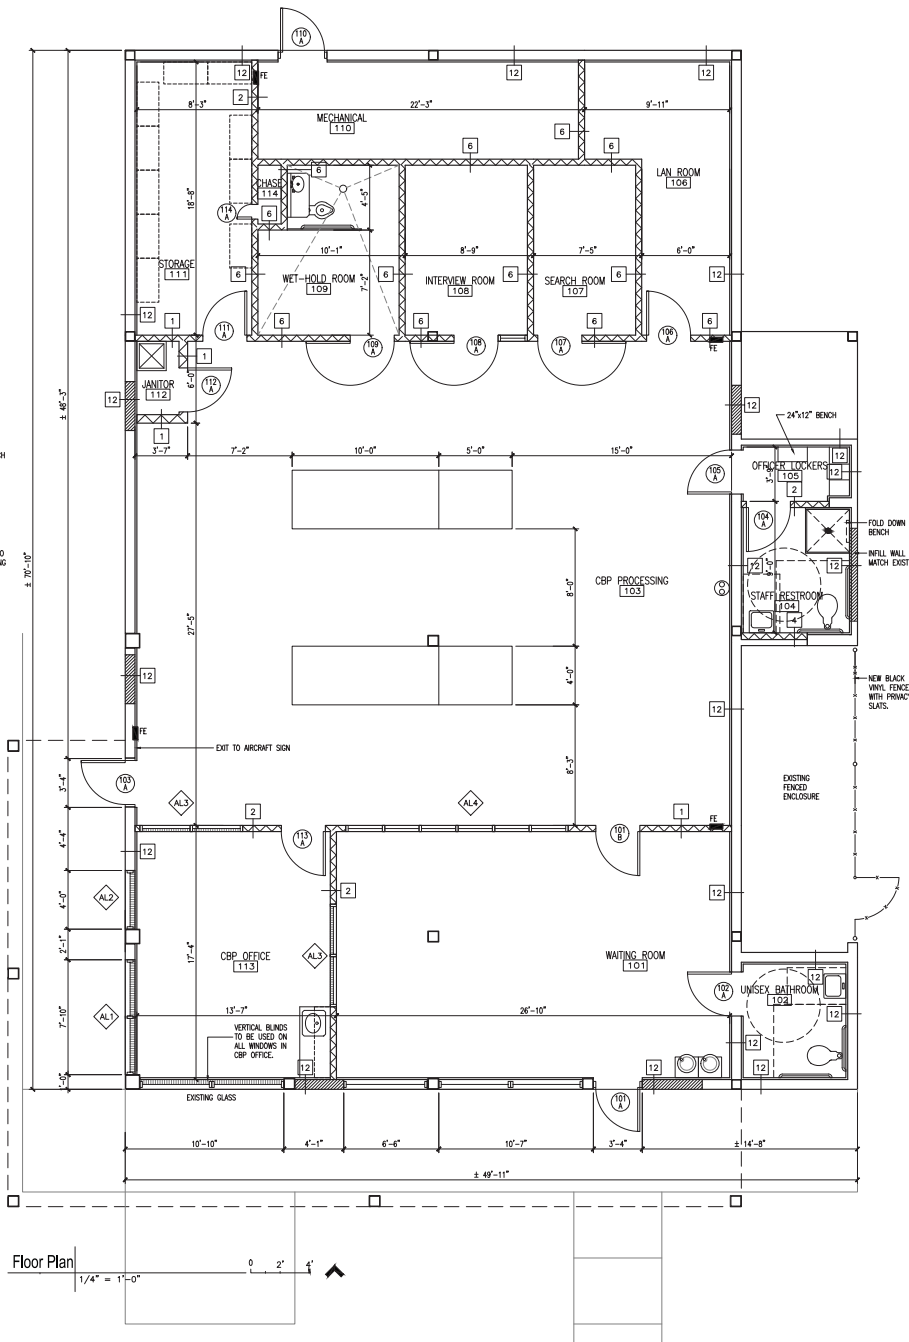 110
A
12
12
12
FE
2
8'-3"
22'-3"
9'-11"
MECHANICAL
110
6
6
6
6
LAN ROOM
106
CHASE
114
18'-8"
4'-5"
114
A
6
10'-1"
8'-9"
7'-5"
6'-0"
STORAGE
111
6
WET-HOLD ROOM
109
7'-2"
6
INTERVIEW ROOM
108
6
SEARCH ROOM
107
6
12
12
1
111
A
6
6
6
6
109
A
108
A
107
A
106
A
FE
1
6'-0"
JANITOR
112
112
A
12
12
± 48'-3"
24"x12" BENCH
1
3'-7"
7'-2"
10'-0"
5'-0"
15'-0"
12
105
A
OFFICER LOCKERS
105
12
3'-8"
2
104
A
FOLD DOWN
BENCH
INFILL WALL
MATCH EXIST
± 70'-10"
8'-0"
CBP PROCESSING
103
12
9'-0"
12
STAFF RESTROOM
104
4
27'-5"
12
4'-0"
NEW BLACK
VINYL FENCE
WITH PRIVACY
SLATS.
12
FE
EXIT TO AIRCRAFT SIGN
8'-3"
103
A
3'-4"
EXISTING
FENCED
ENCLOSURE
AL3
2
AL4
1
FE
113
A
101
B
4'-4"
12
2
12
AL2
4'-0"
2'-1"
17'-4"
CBP OFFICE
113
AL3
WAITING ROOM
101
12
102
A
UNISEX BATHROOM
102
7'-10"
AL1
13'-7"
26'-10"
12
VERTICAL BLINDS
TO BE USED ON
ALL WINDOWS IN
CBP OFFICE.
12
12
12
12
EXISTING GLASS
101
A
10'-10"
4'-1"
6'-6"
10'-7"
3'-4"
± 14'-8"
± 49'-11"
Floor Plan
1/4" = 1'-0"
0 2' 4'